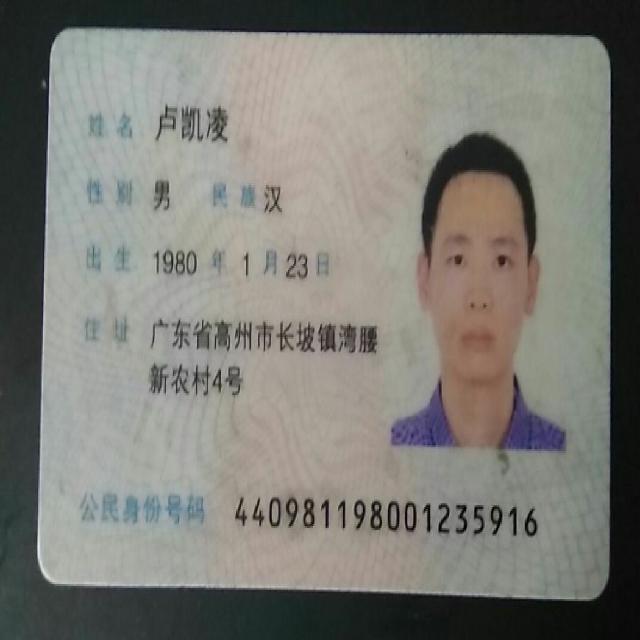 姓名 卢凯凌
性别 男 民族 汉
出生 1980 年 1 月 23 日
住址 广东省高州市长坡镇湾腰
新农村4号
公民身份号码 440981198001235916